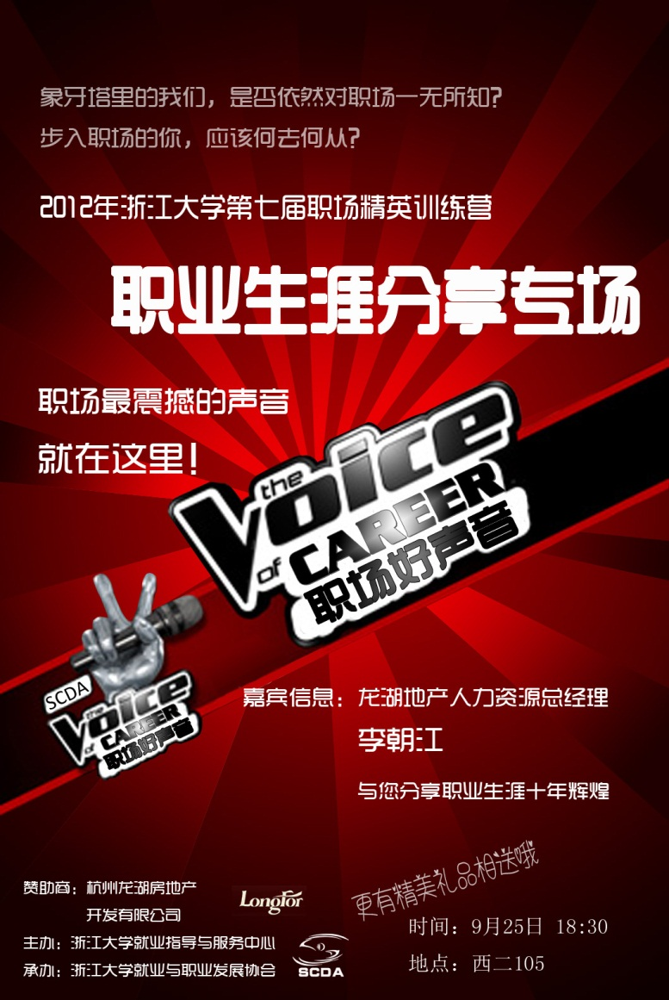 象牙塔里的我们，是否依然对职场一无所知?
步入职场的你，应该何去何从?
2012年浙江大学第七届职场精英训练营
职业生涯分享专场
职场最震撼的声音
就在这里!
the
Voice
of CAREER
职场好声音
SCDA
the
Voice
of CAREER
职场好声音
嘉宾信息：龙湖地产人力资源总经理
李朝江
与您分享职业生涯十年辉煌
更有精美礼品相送哦
赞助商：杭州龙湖房地产
开发有限公司
Longfor
主办：浙江大学就业指导与服务中心
承办：浙江大学就业与职业发展协会
SCDA
时间：9月25日 18:30
地点：西二105